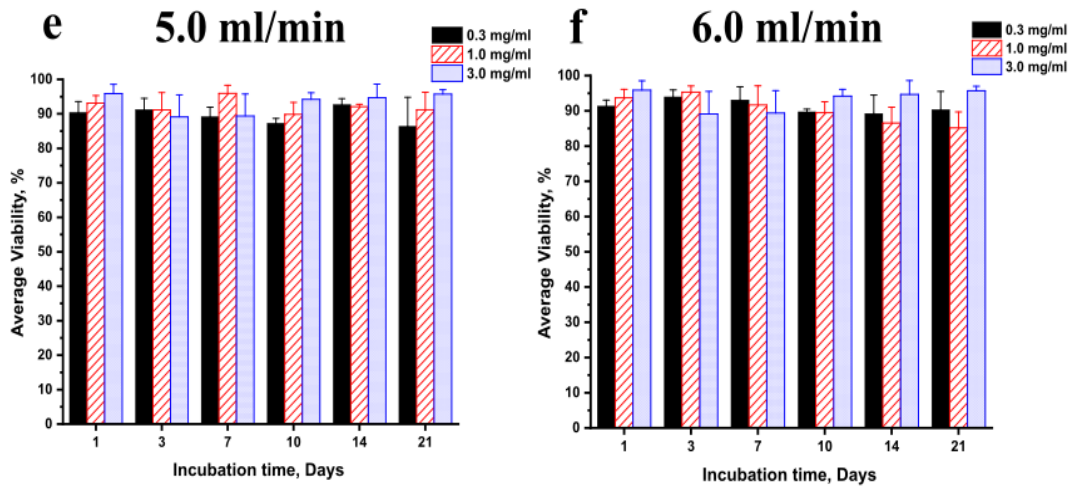 e 5.0 ml/min
0.3 mg/ml
1.0 mg/ml
3.0 mg/ml
100
90
80
70
60
50
40
30
20
10
0
Average Viability, %
1 3 7 10 14 21
Incubation time, Days
f 6.0 ml/min
0.3 mg/ml
1.0 mg/ml
3.0 mg/ml
100
90
80
70
60
50
40
30
20
10
0
Average Viability, %
1 3 7 10 14 21
Incubation time, Days